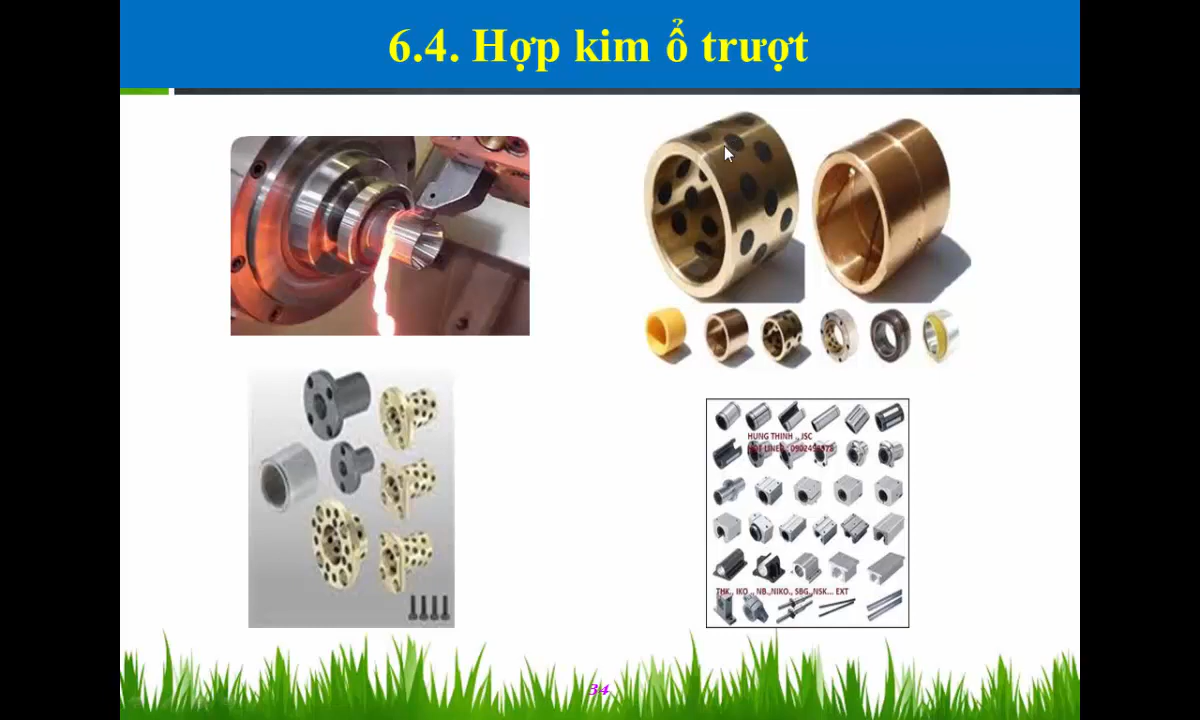 6.4. Hợp kim ổ trượt
HUNG THINH ., JSC
THK., IKO ., NB.,NIKO., SBG.,NSK... EXT
34